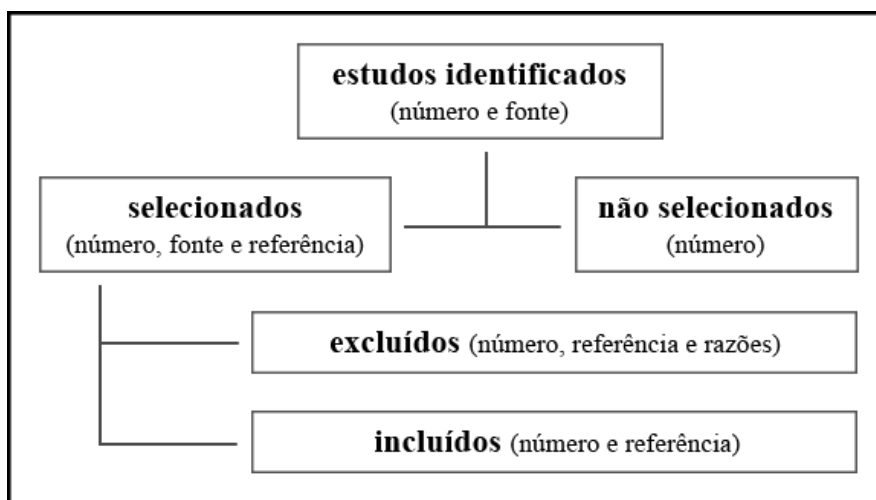 estudos identificados
(número e fonte)
selecionados
(número, fonte e referência)
não selecionados
(número)
excluídos (número, referência e razões)
incluídos (número e referência)